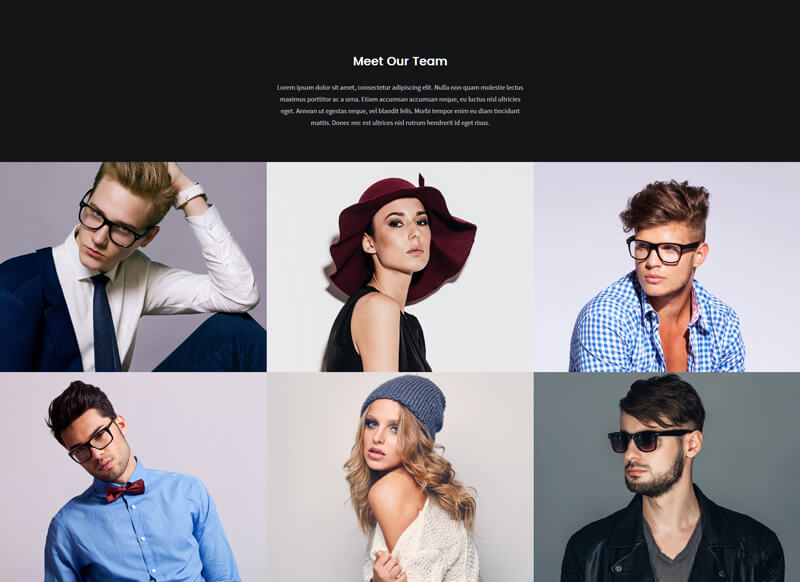 Meet Our Team
Lorem ipsum dolor sit amet, consectetur adipiscing elit. Nulla non quam molestie lectus
maximus porttitor ac a urna. Etiam accumsan accumsan neque, eu luctus nisl ultricies
eget. Aenean ut egestas neque, vel blandit felis. Morbi tempor enim eu diam tincidunt
mattis. Donec nec est ultrices nisl rutrum hendrerit id eget risus.